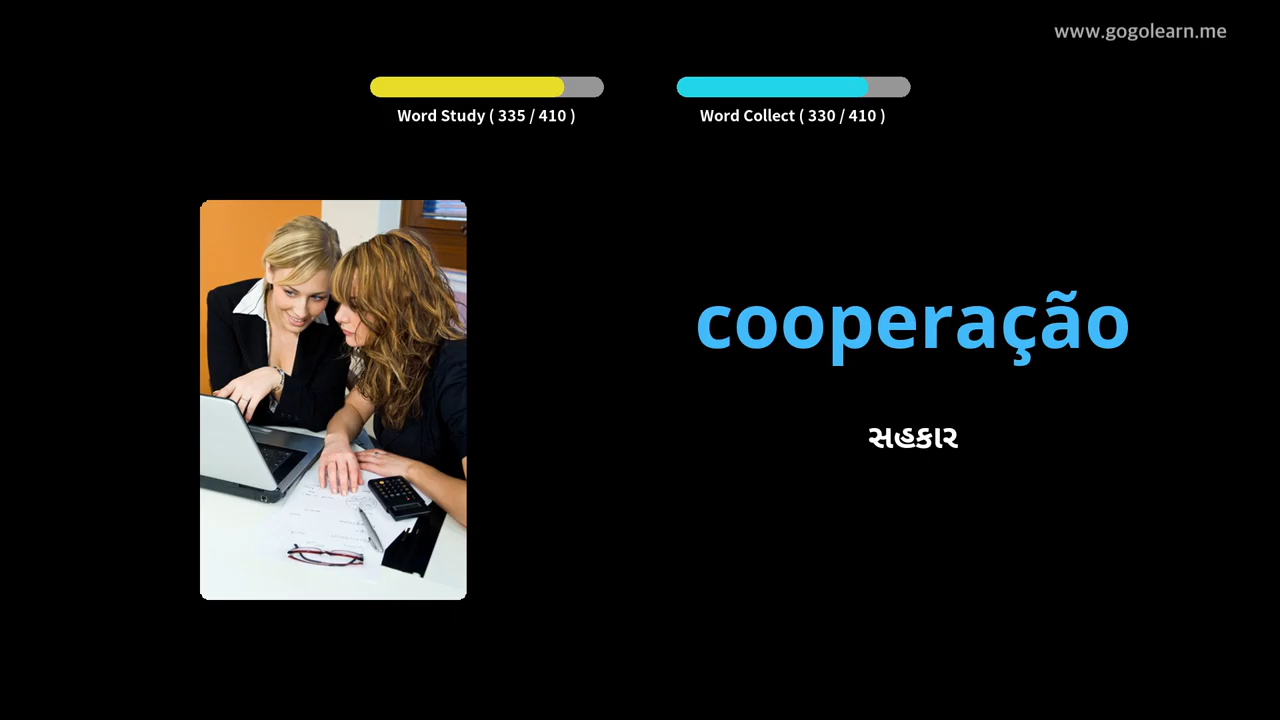 www.gogolearn.me
Word Study ( 335 / 410 )
Word Collect ( 330 / 410 )
cooperação
સહકાર